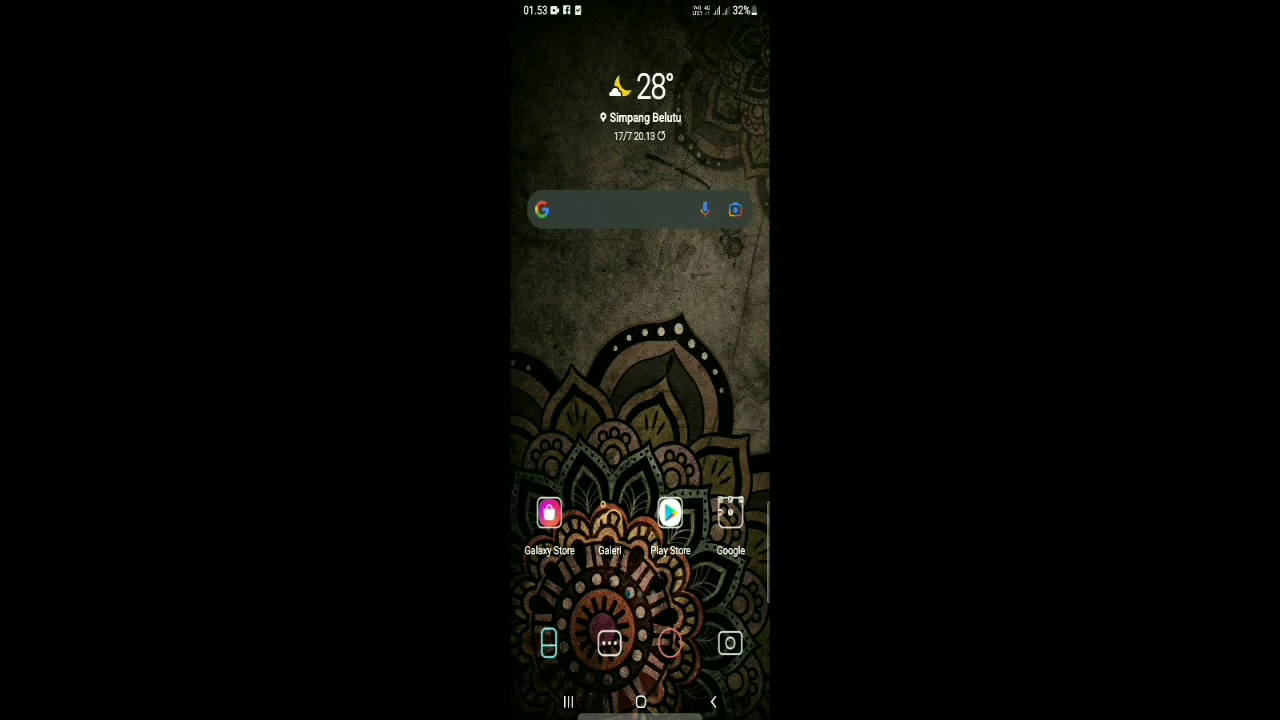 01.53 32%
28°
Simpang Belutu
17/7 20.13
Galaxy Store Galeri Play Store Google